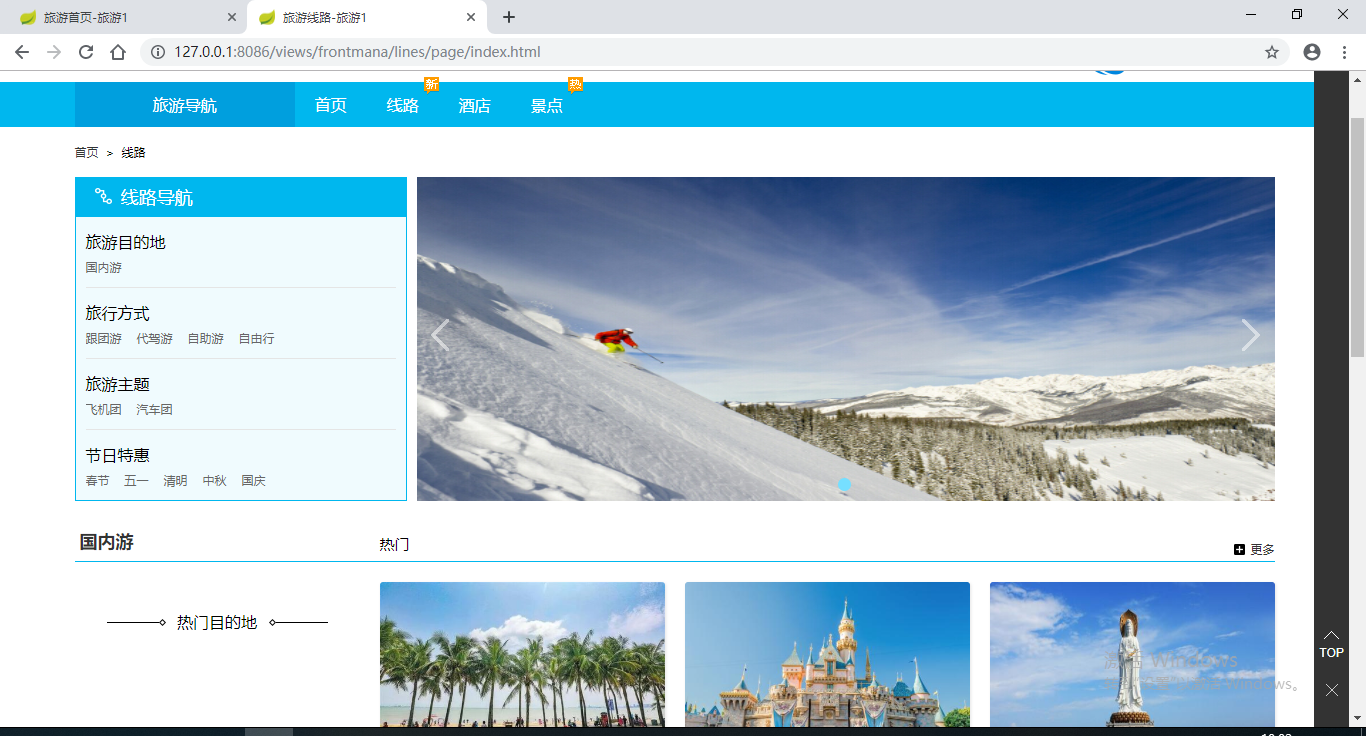 旅游首页-旅游1
旅游线路-旅游1
127.0.0.1:8086/views/frontmana/lines/page/index.html
新
热
旅游导航 首页 线路 酒店 景点
首页 > 线路
线路导航
旅游目的地
国内游
旅行方式
跟团游 代驾游 自助游 自由行
旅游主题
飞机团 汽车团
节日特惠
春节 五一 清明 中秋 国庆
国内游 热门 更多
热门目的地
TOP
Windows
Windows。